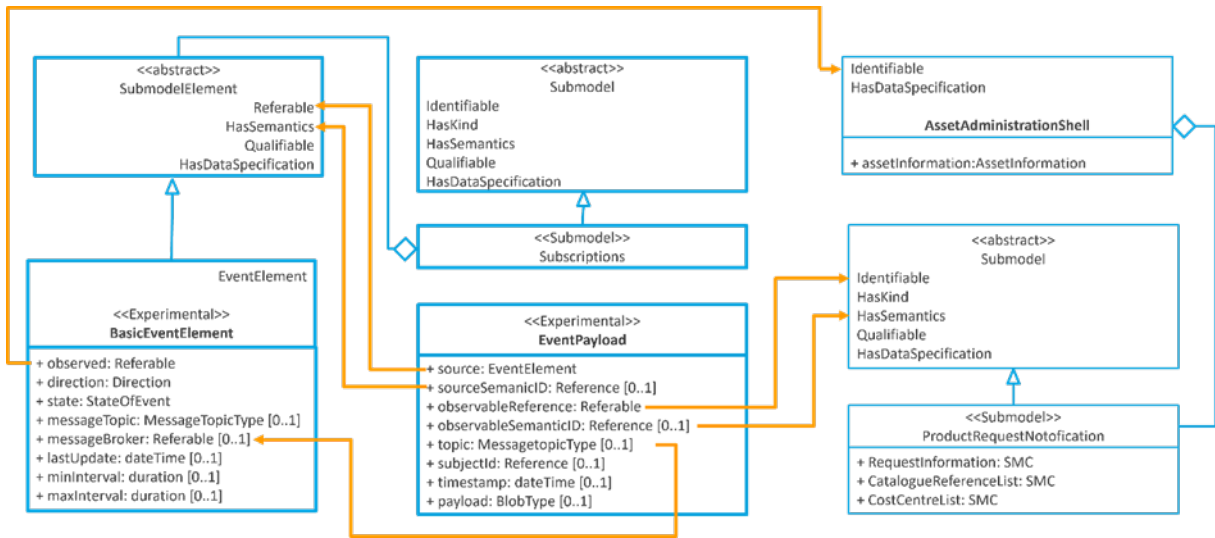 <<abstract>>
SubmodelElement
Referable
HasSemantics
Qualifiable
HasDataSpecification
<<abstract>>
Submodel
Identifiable
HasKind
HasSemantics
Qualifiable
HasDataSpecification
Identifiable
HasDataSpecification
AssetAdministrationShell
+ assetInformation:AssetInformation
<<Submodel>>
Subscriptions
<<abstract>>
Submodel
Identifiable
HasKind
HasSemantics
Qualifiable
HasDataSpecification
EventElement
<<Experimental>>
BasicEventElement
+ observed: Referable
+ direction: Direction
+ state: StateOfEvent
+ messageTopic: MessageTopicType [0..1]
+ messageBroker: Referable [0..1]
+ lastUpdate: dateTime [0..1]
+ minInterval: duration [0..1]
+ maxInterval: duration [0..1]
<<Experimental>>
EventPayload
+ source: EventElement
+ sourceSemanicID: Reference [0..1]
+ observableReference: Referable
+ observableSemanticID: Reference [0..1]
+ topic: MessagetopicType [0..1]
+ subjectId: Reference [0..1]
+ timestamp: dateTime [0..1]
+ payload: BlobType [0..1]
<<Submodel>>
ProductRequestNotofication
+ RequestInformation: SMC
+ CatalogueReferenceList: SMC
+ CostCentreList: SMC